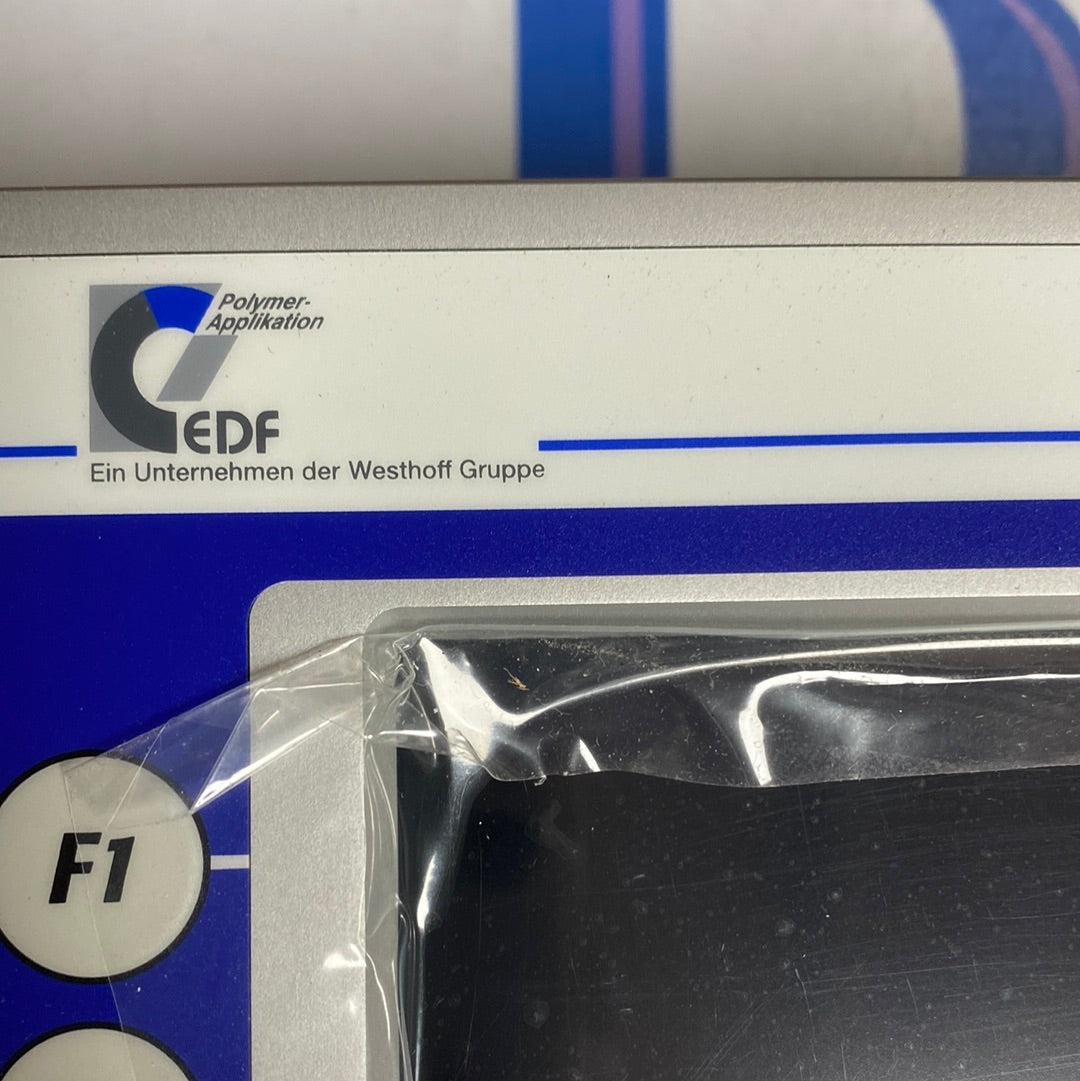 Polymer-
Applikation
EDF
Ein Unternehmen der Westhoff Gruppe
F1